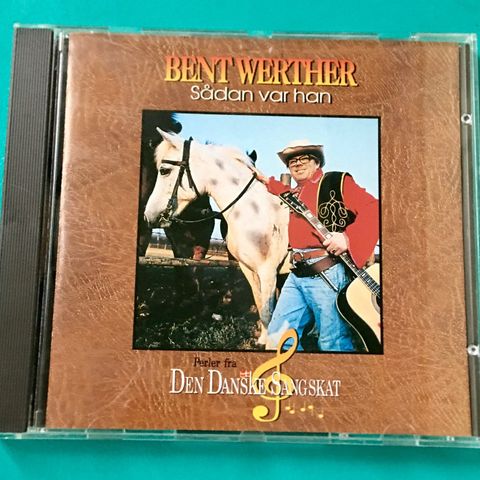 BENT WERTHER
Sådan var han
Perler fra
DEN DANSKE SANGSKAT